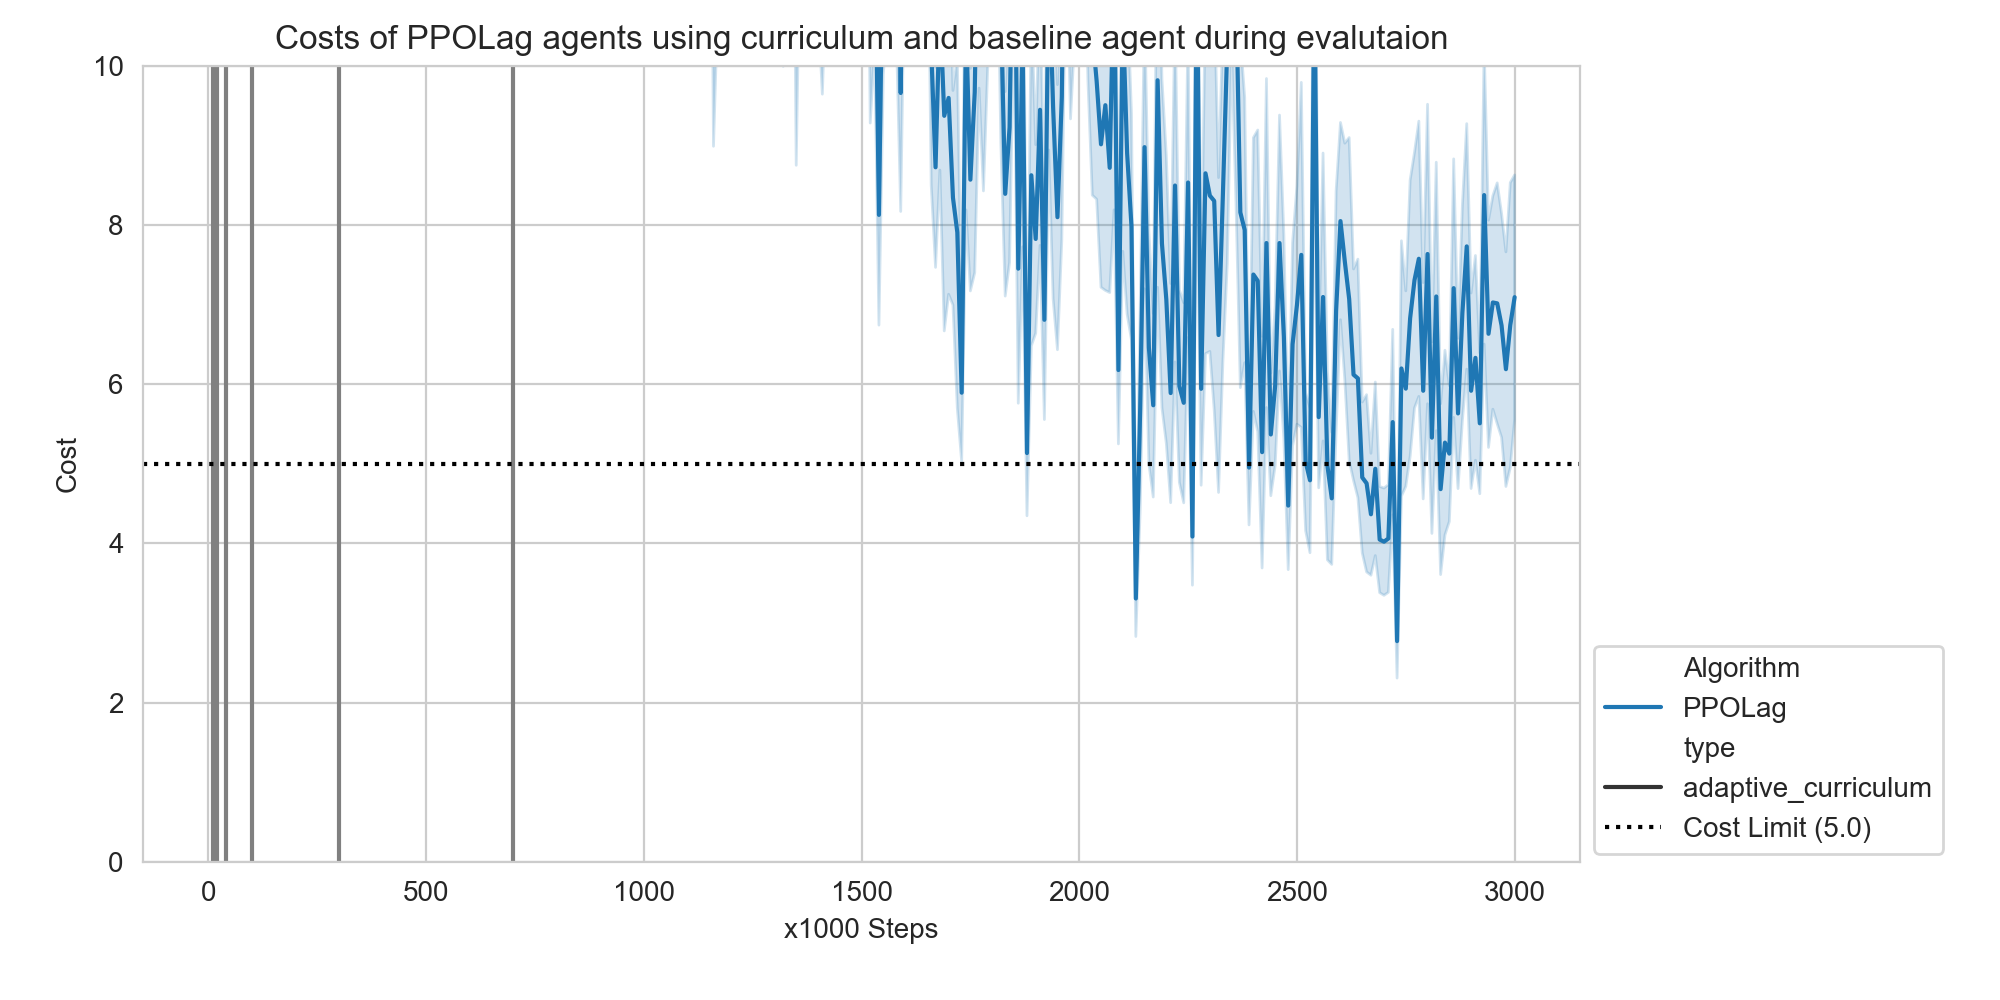 Costs of PPOLag agents using curriculum and baseline agent during evalutaion
10
8
6
4
2
0
Cost
0 500 1000 1500 2000 2500 3000
x1000 Steps
Algorithm
PPOLag
type
adaptive_curriculum
Cost Limit (5.0)